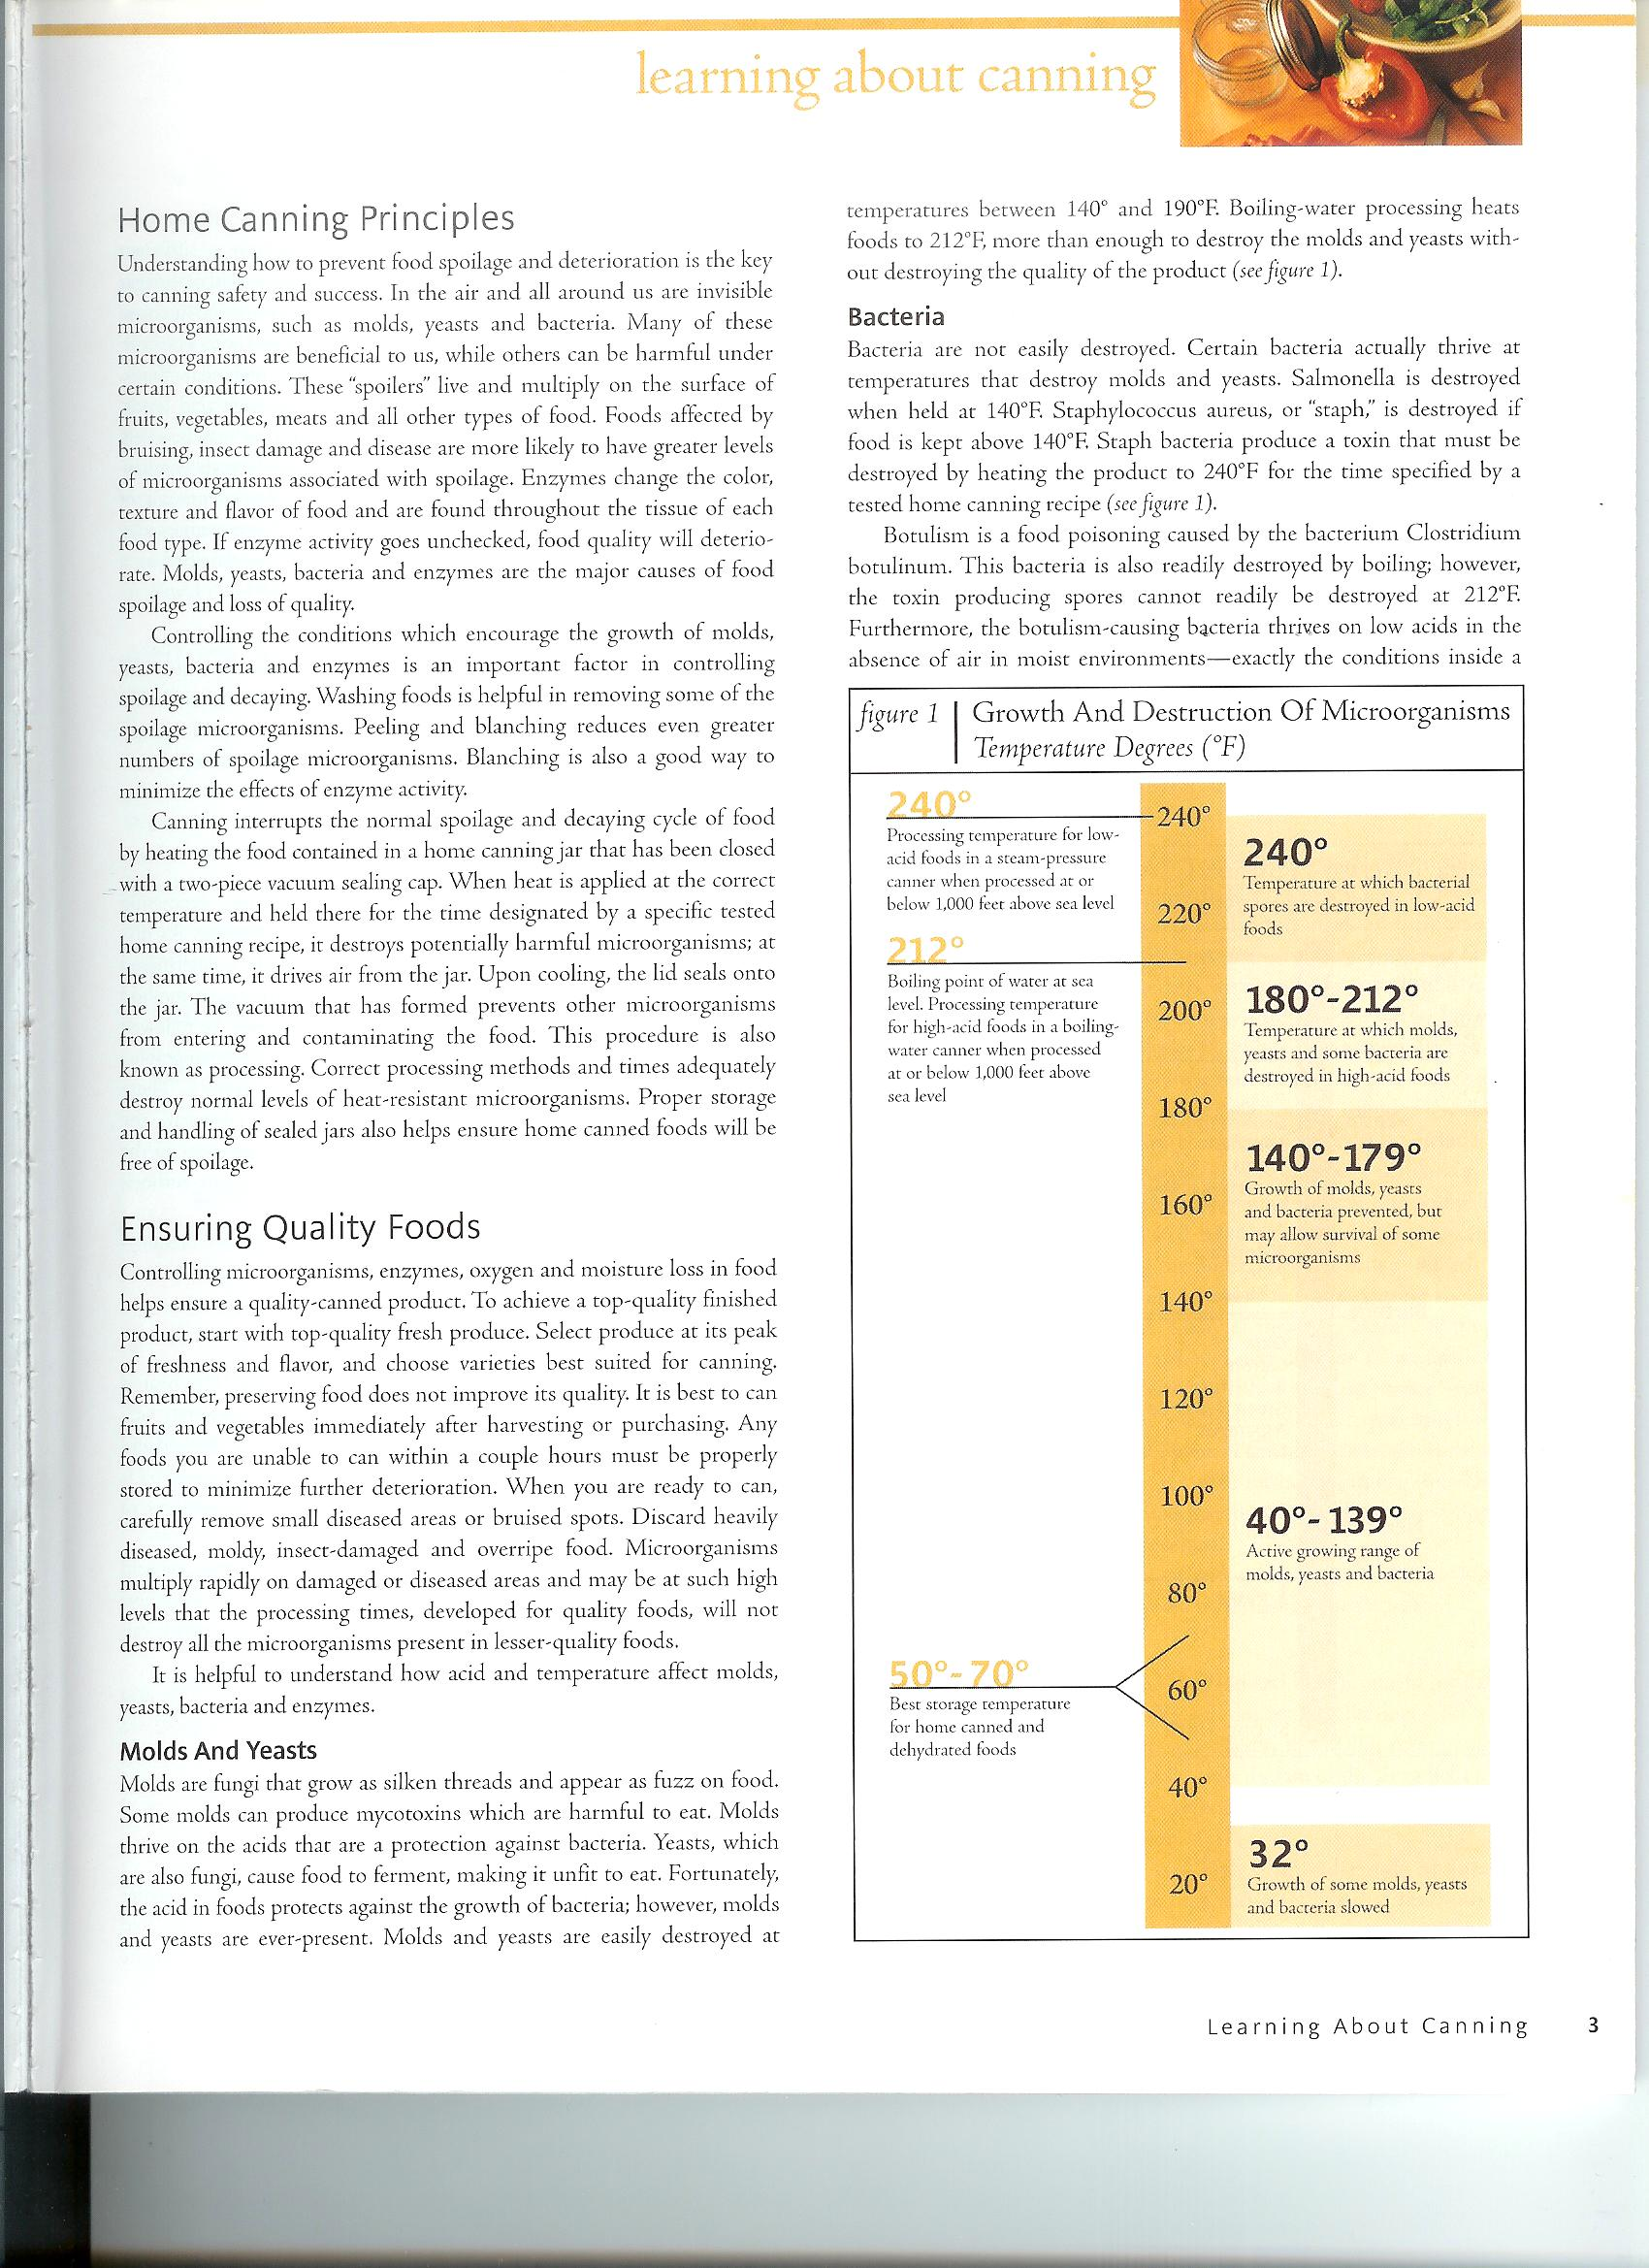 learning about canning
Home Canning Principles
Understanding how to prevent food spoilage and deterioration is the key
to canning safety and success. In the air and all around us are invisible
microorganisms, such as molds, yeasts and bacteria. Many of these
microorganisms are beneficial to us, while others can be harmful under
certain conditions. These “spoilers” live and multiply on the surface of
fruits, vegetables, meats and all other types of food. Foods affected by
bruising, insect damage and disease are more likely to have greater levels
of microorganisms associated with spoilage. Enzymes change the color,
texture and flavor of food and are found throughout the tissue of each
food type. If enzyme activity goes unchecked, food quality will deterio-
rate. Molds, yeasts, bacteria and enzymes are the major causes of food
spoilage and loss of quality.
Controlling the conditions which encourage the growth of molds,
yeasts, bacteria and enzymes is an important factor in controlling
spoilage and decaying. Washing foods is helpful in removing some of the
spoilage microorganisms. Peeling and blanching reduces even greater
numbers of spoilage microorganisms. Blanching is also a good way to
minimize the effects of enzyme activity.
Canning interrupts the normal spoilage and decaying cycle of food
by heating the food contained in a home canning jar that has been closed
with a two-piece vacuum sealing cap. When heat is applied at the correct
temperature and held there for the time designated by a specific tested
home canning recipe, it destroys potentially harmful microorganisms; at
the same time, it drives air from the jar. Upon cooling, the lid seals onto
the jar. The vacuum that has formed prevents other microorganisms
from entering and contaminating the food. This procedure is also
known as processing. Correct processing methods and times adequately
destroy normal levels of heat-resistant microorganisms. Proper storage
and handling of sealed jars also helps ensure home canned foods will be
free of spoilage.
Ensuring Quality Foods
Controlling microorganisms, enzymes, oxygen and moisture loss in food
helps ensure a quality-canned product. To achieve a top-quality finished
product, start with top-quality fresh produce. Select produce at its peak
of freshness and flavor, and choose varieties best suited for canning.
Remember, preserving food does not improve its quality. It is best to can
fruits and vegetables immediately after harvesting or purchasing. Any
foods you are unable to can within a couple hours must be properly
stored to minimize further deterioration. When you are ready to can,
carefully remove small diseased areas or bruised spots. Discard heavily
diseased, moldy, insect-damaged and overripe food. Microorganisms
multiply rapidly on damaged or diseased areas and may be at such high
levels that the processing times, developed for quality foods, will not
destroy all the microorganisms present in lesser-quality foods.
It is helpful to understand how acid and temperature affect molds,
yeasts, bacteria and enzymes.
Molds And Yeasts
Molds are fungi that grow as silken threads and appear as fuzz on food.
Some molds can produce mycotoxins which are harmful to eat. Molds
thrive on the acids that are a protection against bacteria. Yeasts, which
are also fungi, cause food to ferment, making it unfit to eat. Fortunately,
the acid in foods protects against the growth of bacteria; however, molds
and yeasts are ever-present. Molds and yeasts are easily destroyed at
temperatures between 140° and 190°F. Boiling-water processing heats
foods to 212°F, more than enough to destroy the molds and yeasts with-
out destroying the quality of the product (see figure 1).
Bacteria
Bacteria are not easily destroyed. Certain bacteria actually thrive at
temperatures that destroy molds and yeasts. Salmonella is destroyed
when held at 140°F. Staphylococcus aureus, or “staph,” is destroyed if
food is kept above 140°F. Staph bacteria produce a toxin that must be
destroyed by heating the product to 240°F for the time specified by a
tested home canning recipe (see figure 1).
Botulism is a food poisoning caused by the bacterium Clostridium
botulinum. This bacteria is also readily destroyed by boiling; however,
the toxin producing spores cannot readily be destroyed at 212°F.
Furthermore, the botulism-causing bacteria thrives on low acids in the
absence of air in moist environments—exactly the conditions inside a
figure 1 | Growth And Destruction Of Microorganisms
Temperature Degrees (°F)
240°
Processing temperature for low-
acid foods in a steam-pressure
canner when processed at or
below 1,000 feet above sea level
212°
Boiling point of water at sea
level. Processing temperature
for high-acid foods in a boiling-
water canner when processed
at or below 1,000 feet above
sea level
50°-70°
Best storage temperature
for home canned and
dehydrated foods
240°
220°
200°
180°
160°
140°
120°
100°
80°
60°
40°
20°
240°
Temperature at which bacterial
spores are destroyed in low-acid
foods
180°-212°
Temperature at which molds,
yeasts and some bacteria are
destroyed in high-acid foods
140°-179°
Growth of molds, yeasts
and bacteria prevented, but
may allow survival of some
microorganisms
40°-139°
Active growing range of
molds, yeasts and bacteria
32°
Growth of some molds, yeasts
and bacteria slowed
Learning About Canning 3